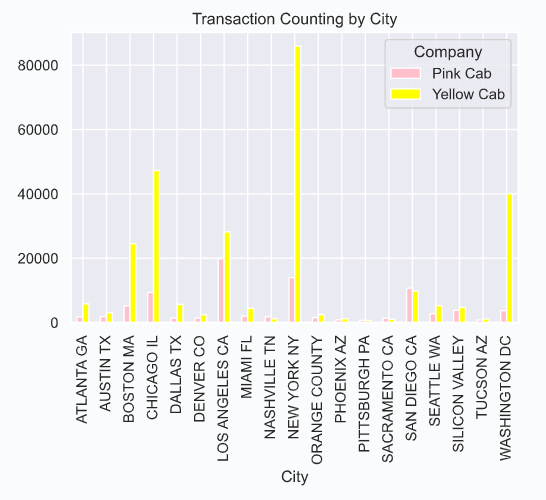 Transaction Counting by City
Company
Pink Cab
Yellow Cab
80000
60000
40000
20000
0
ATLANTA GA
AUSTIN TX
BOSTON MA
CHICAGO IL
DALLAS TX
DENVER CO
LOS ANGELES CA
MIAMI FL
NASHVILLE TN
NEW YORK NY
ORANGE COUNTY
PHOENIX AZ
PITTSBURGH PA
SACRAMENTO CA
SAN DIEGO CA
SEATTLE WA
SILICON VALLEY
TUCSON AZ
WASHINGTON DC
City